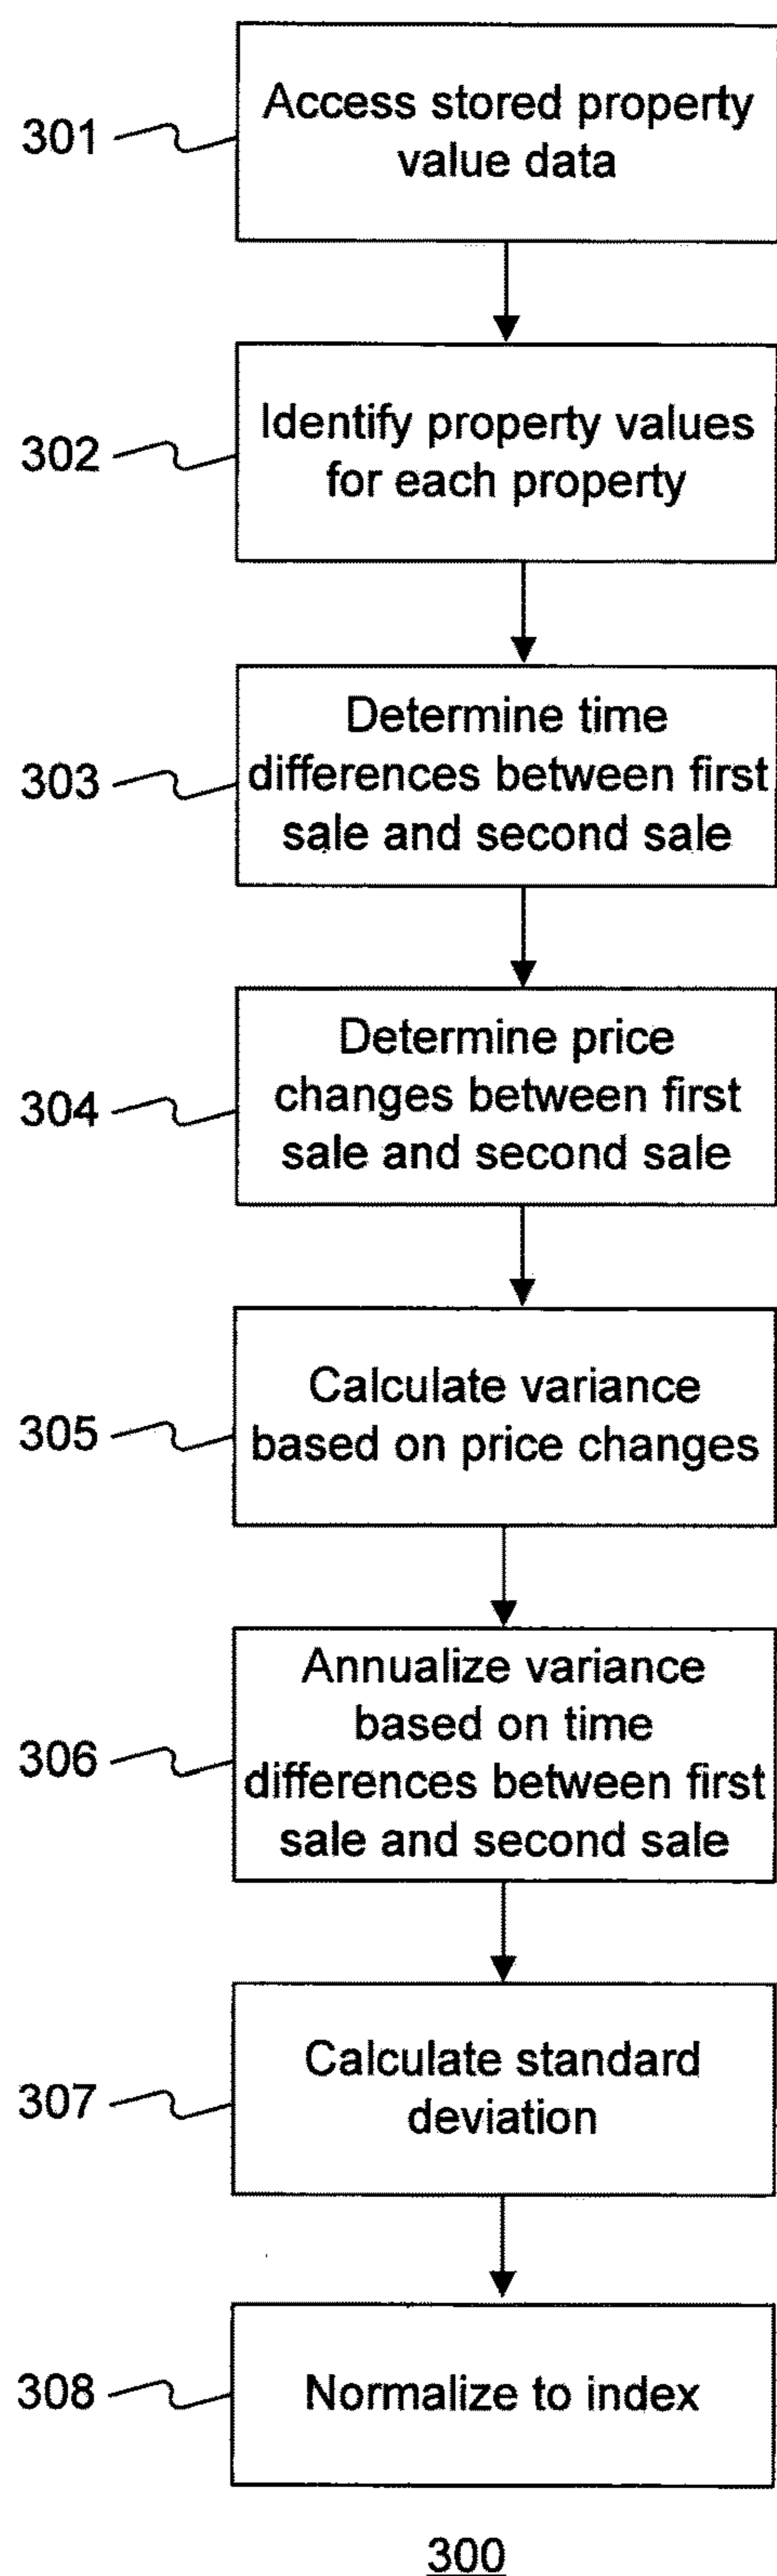 301
Access stored property
value data
302
Identify property values
for each property
303
Determine time
differences between first
sale and second sale
304
Determine price
changes between first
sale and second sale
305
Calculate variance
based on price changes
306
Annualize variance
based on time
differences between first
sale and second sale
307
Calculate standard
deviation
308
Normalize to index
300